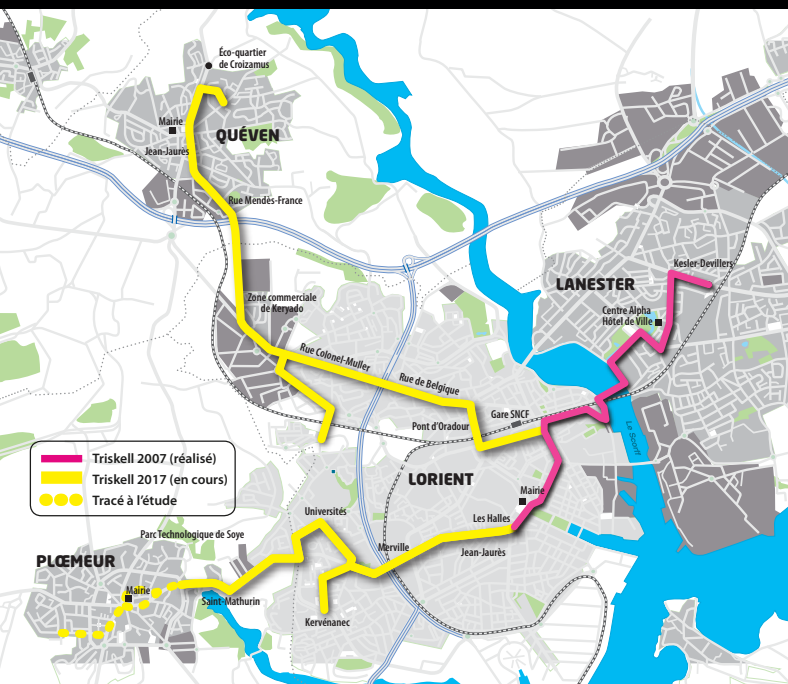 Éco-quartier
de Croizamus
Mairie
QUÉVEN
Jean-Jaurès
Rue Mendès-France
Kesler-Devillers
LANESTER
Zone commerciale
de Keryado
Centre Alpha
Hôtel de Ville
Rue Colonel-Muller
Rue de Belgique
Gare SNCF
Pont d'Oradour
Le Scorff
Triskell 2007 (réalisé)
Triskell 2017 (en cours)
Tracé à l'étude
LORIENT
Mairie
Universités
Les Halles
Parc Technologique de Soye
Merville
Jean-Jaurès
PLŒMEUR
Mairie
Saint-Mathurin
Kervénanec